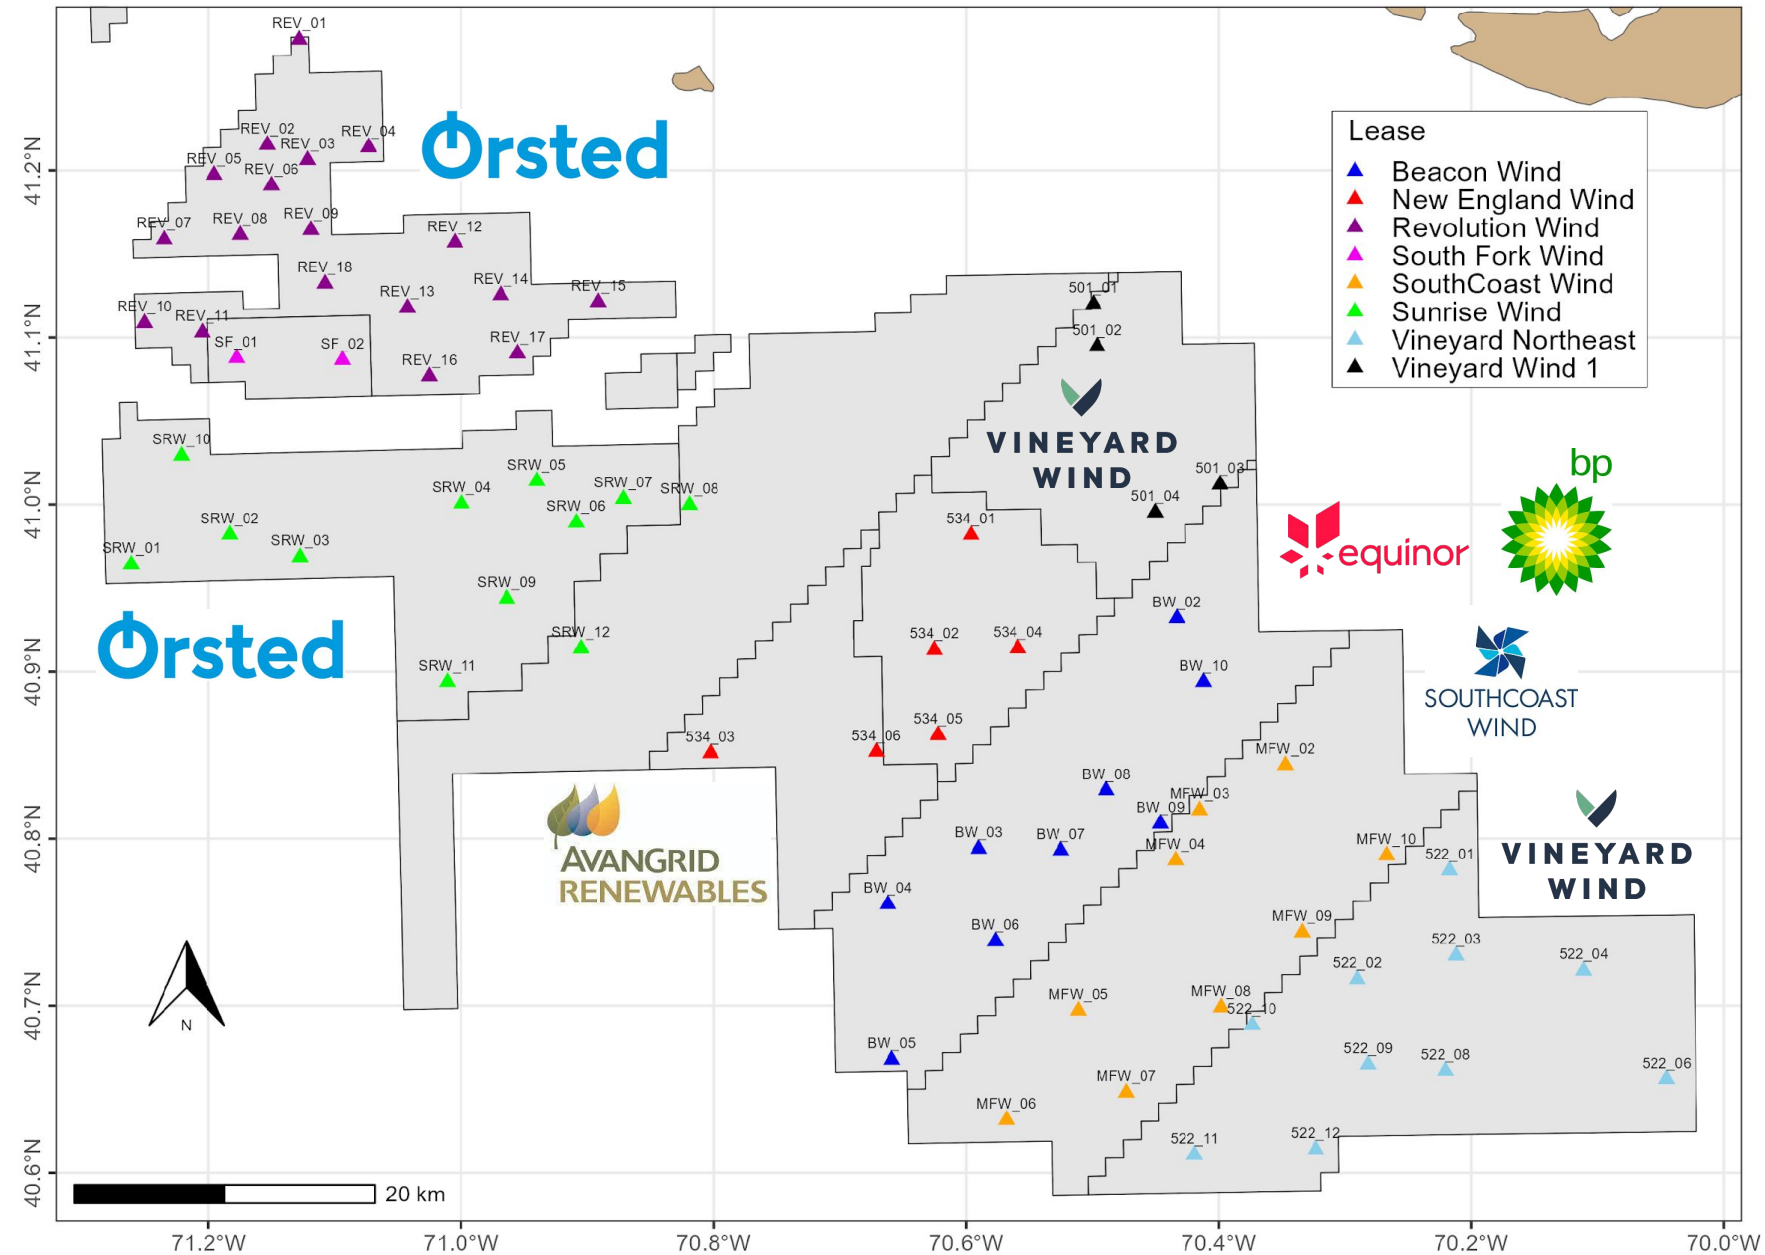 REV_01
REV_02
REV_03
REV_04
REV_05
REV_06
REV_07
REV_08
REV_09
REV_12
REV_18
REV_13
REV_14
REV_15
REV_10
REV_11
SF_01
SF_02
REV_17
REV_16
Ørsted
Lease
Beacon Wind
New England Wind
Revolution Wind
South Fork Wind
SouthCoast Wind
Sunrise Wind
Vineyard Northeast
Vineyard Wind 1
501_01
501_02
VINEYARD
WIND
501_03
501_04
SRW_10
SRW_05
SRW_04
SRW_07
SRW_08
SRW_06
SRW_02
SRW_03
SRW_01
SRW_09
SRW_12
SRW_11
Ørsted
534_01
534_02
534_04
534_05
534_03
534_06
equinor
bp
SOUTHCOAST
WIND
BW_02
BW_10
BW_08
BW_09
BW_03
BW_07
BW_04
BW_06
BW_05
MFW_02
MFW_03
MFW_04
MFW_10
MFW_09
MFW_05
MFW_08
MFW_07
MFW_06
AVANGRID
RENEWABLES
VINEYARD
WIND
522_01
522_03
522_04
522_02
522_10
522_09
522_08
522_06
522_11
522_12
N
20 km
41.2°N
41.1°N
41.0°N
40.9°N
40.8°N
40.7°N
40.6°N
71.2°W
71.0°W
70.8°W
70.6°W
70.4°W
70.2°W
70.0°W